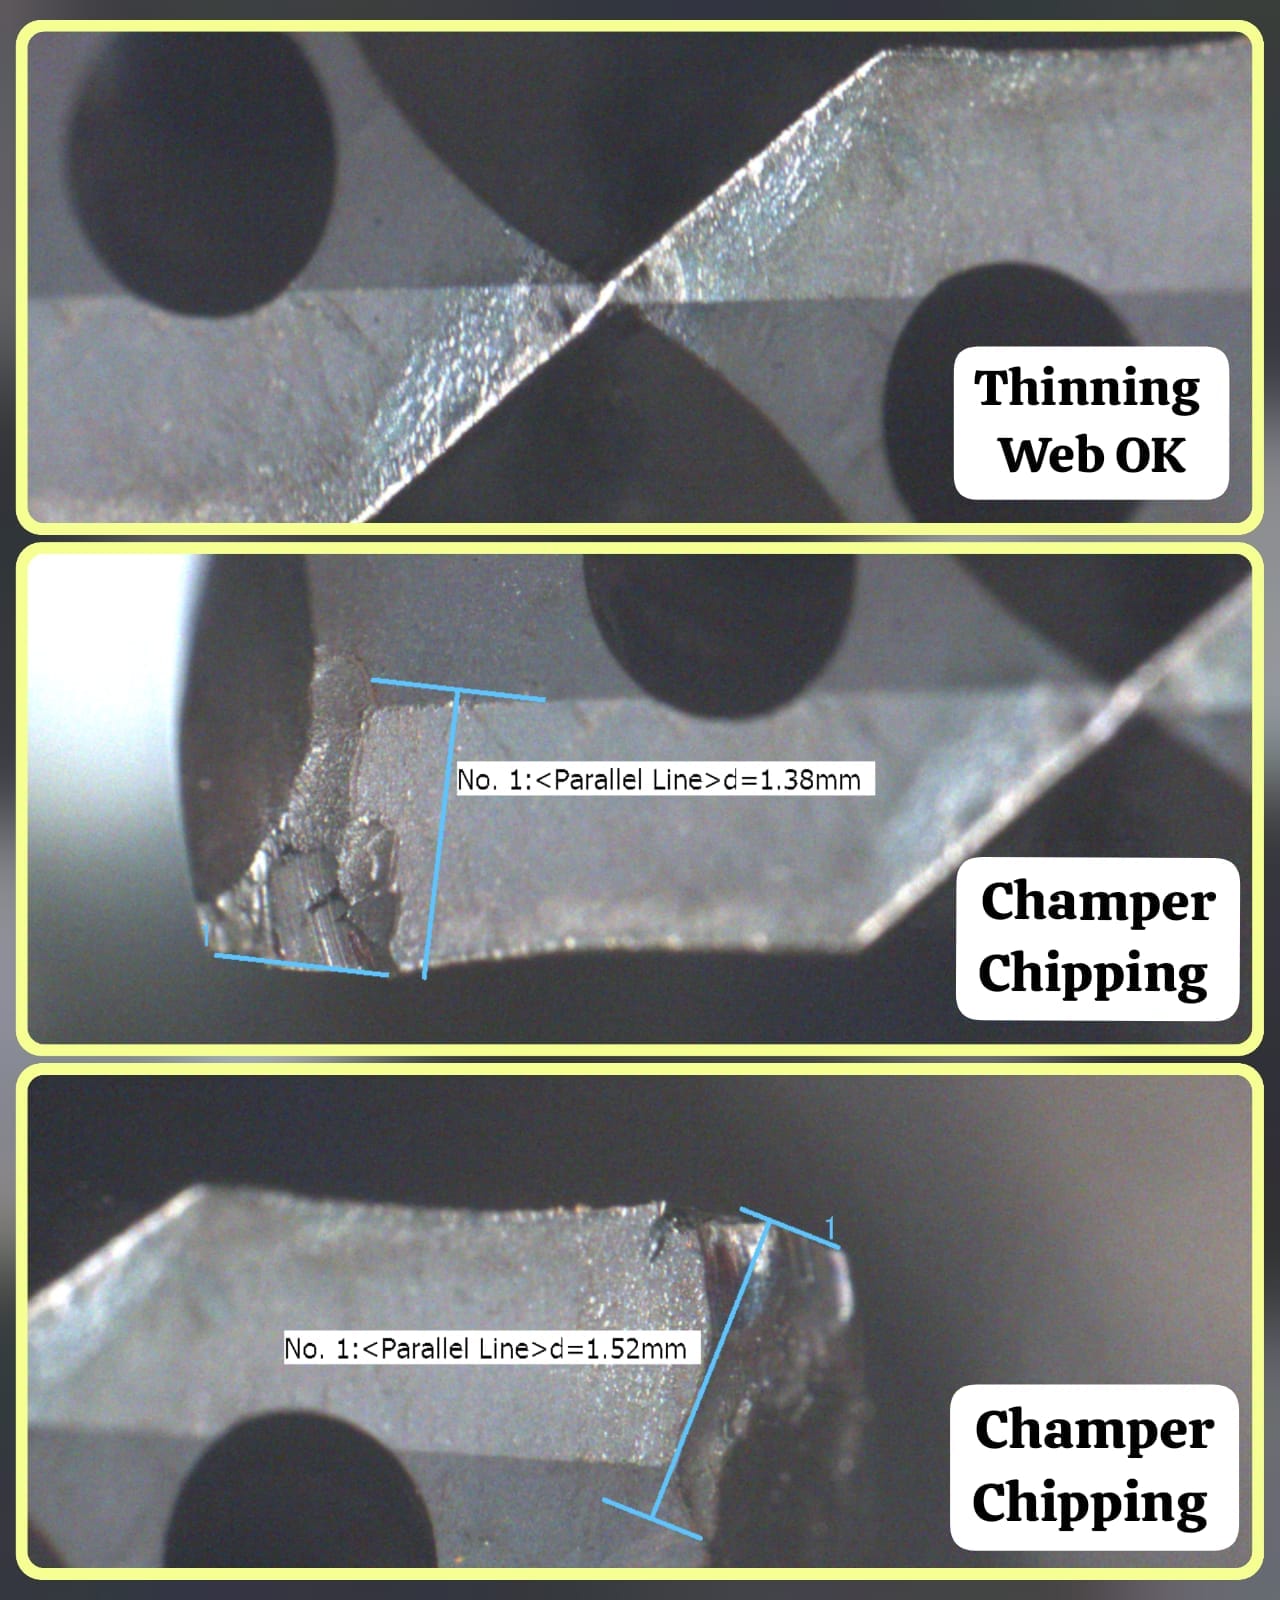 Thinning
Web OK
No. 1:<Parallel Line>d=1.38mm
Champer
Chipping
1
No. 1:<Parallel Line>d=1.52mm
Champer
Chipping